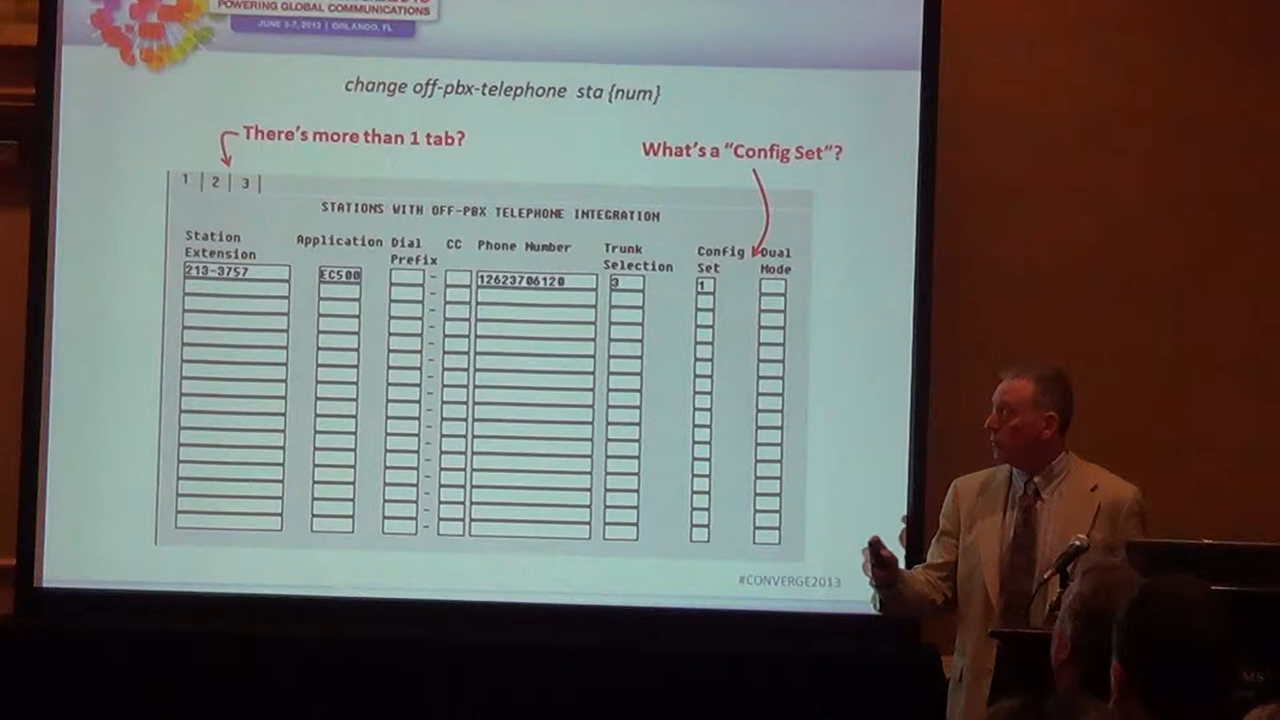 POWERING GLOBAL COMMUNICATIONS
JUNE 3-7, 2013 | ORLANDO, FL
change off-pbx-telephone sta {num}
There's more than 1 tab?
What's a "Config Set"?
1 | 2 | 3 |
STATIONS WITH OFF-PBX TELEPHONE INTEGRATION
Station Extension Application Dial Prefix CC Phone Number Trunk Selection Config Set Dual Mode
213-3757 EC500 - 12623706120 3 1
#CONVERGE2013
MS